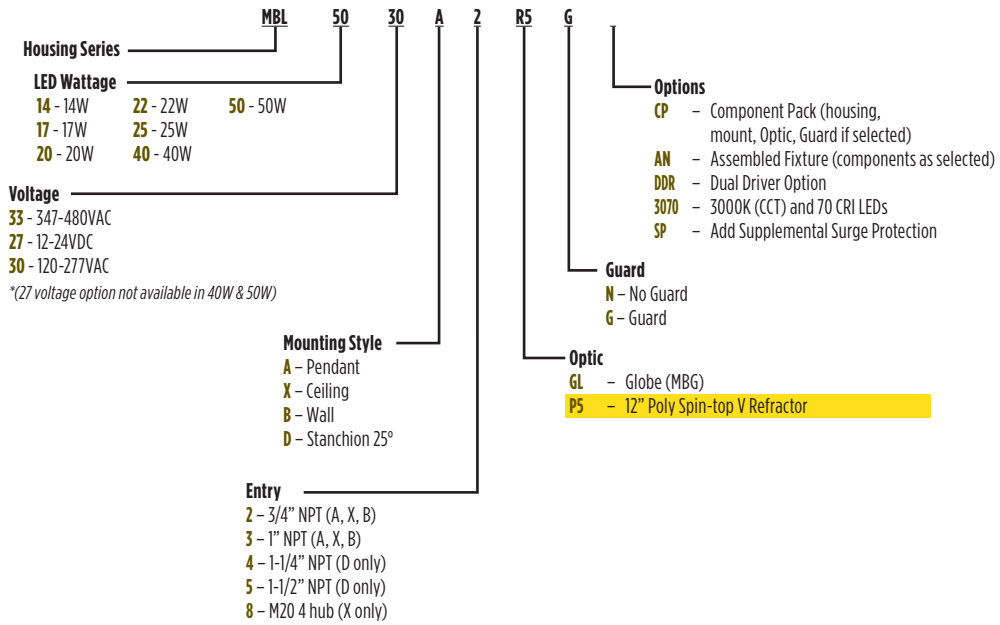 MBL 50 30 A 2 R5 G _
Housing Series
LED Wattage
14 - 14W 22 - 22W 50 - 50W
17 - 17W 25 - 25W
20 - 20W 40 - 40W
Voltage
33 - 347-480VAC
27 - 12-24VDC
30 - 120-277VAC
*(27 voltage option not available in 40W & 50W)
Mounting Style
A – Pendant
X – Ceiling
B – Wall
D – Stanchion 25º
Entry
2 – 3/4” NPT (A, X, B)
3 – 1” NPT (A, X, B)
4 – 1-1/4” NPT (D only)
5 – 1-1/2” NPT (D only)
8 – M20 4 hub (X only)
Optic
GL – Globe (MBG)
P5 – 12” Poly Spin-top V Refractor
Guard
N – No Guard
G – Guard
Options
CP – Component Pack (housing,
mount, Optic, Guard if selected)
AN – Assembled Fixture (components as selected)
DDR – Dual Driver Option
3070 – 3000K (CCT) and 70 CRI LEDs
SP – Add Supplemental Surge Protection